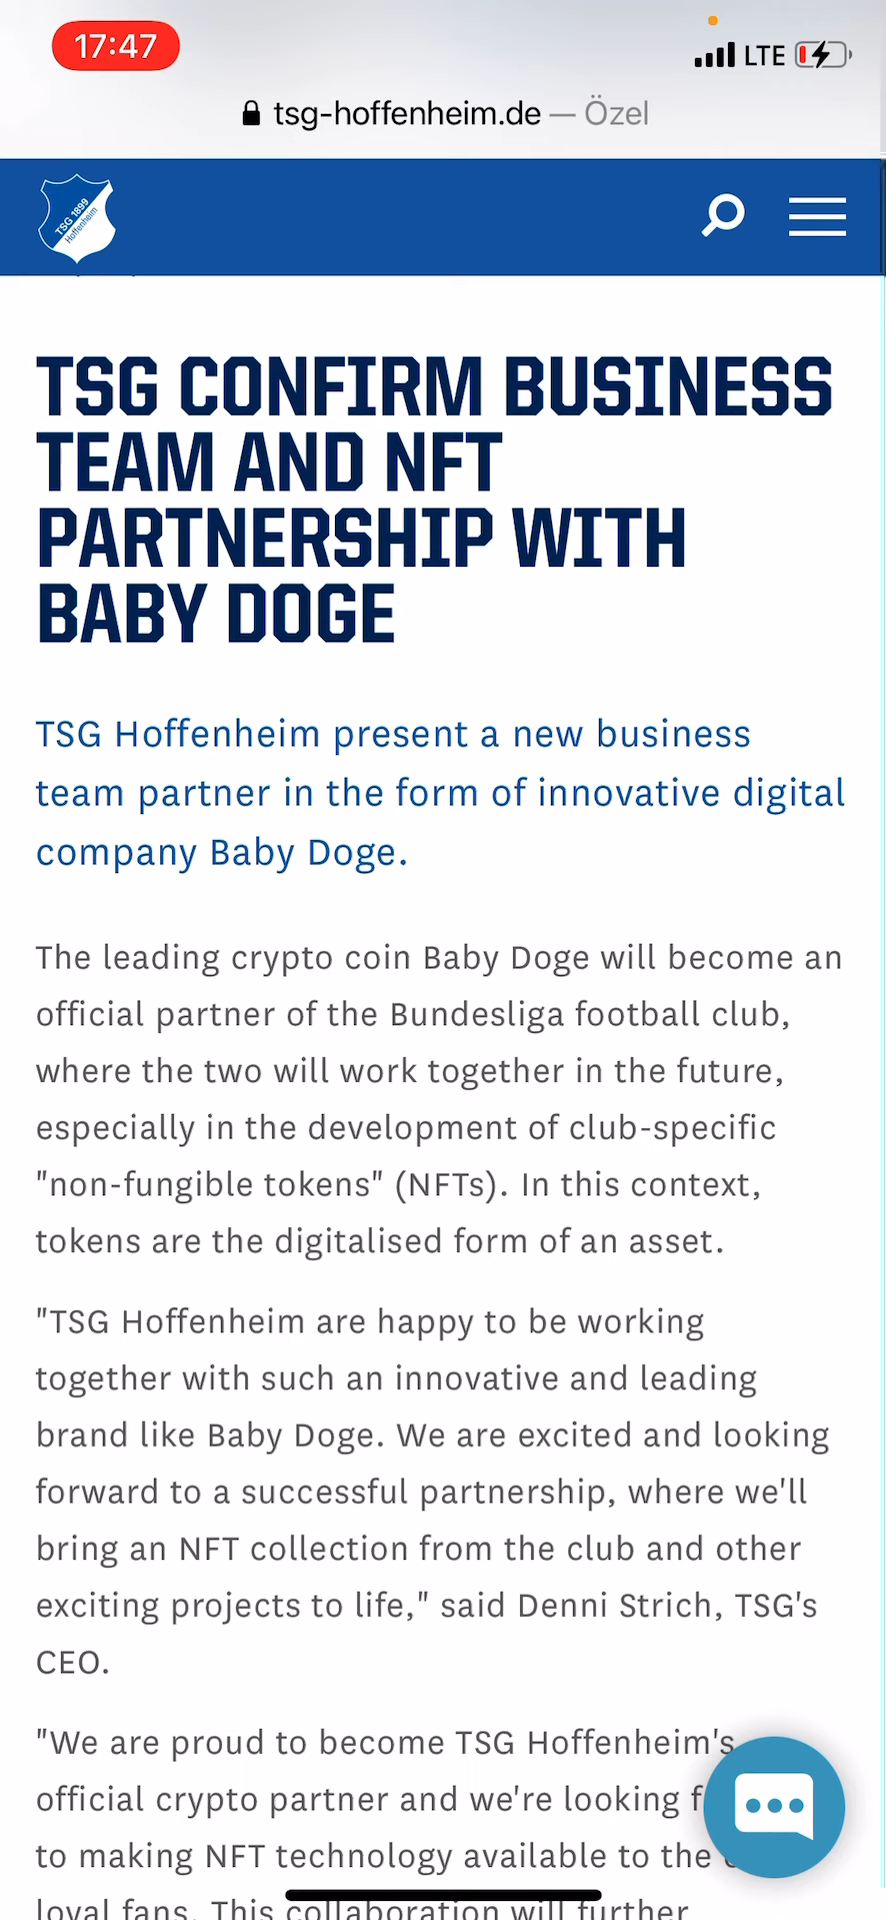 17:47
LTE
tsg-hoffenheim.de — Özel
TSG 1899
Hoffenheim
TSG CONFIRM BUSINESS
TEAM AND NFT
PARTNERSHIP WITH
BABY DOGE
TSG Hoffenheim present a new business
team partner in the form of innovative digital
company Baby Doge.
The leading crypto coin Baby Doge will become an
official partner of the Bundesliga football club,
where the two will work together in the future,
especially in the development of club-specific
"non-fungible tokens" (NFTs). In this context,
tokens are the digitalised form of an asset.
"TSG Hoffenheim are happy to be working
together with such an innovative and leading
brand like Baby Doge. We are excited and looking
forward to a successful partnership, where we'll
bring an NFT collection from the club and other
exciting projects to life," said Denni Strich, TSG's
CEO.
"We are proud to become TSG Hoffenheim's
official crypto partner and we're looking
to making NFT technology available to the
loyal fans. This collaboration will further